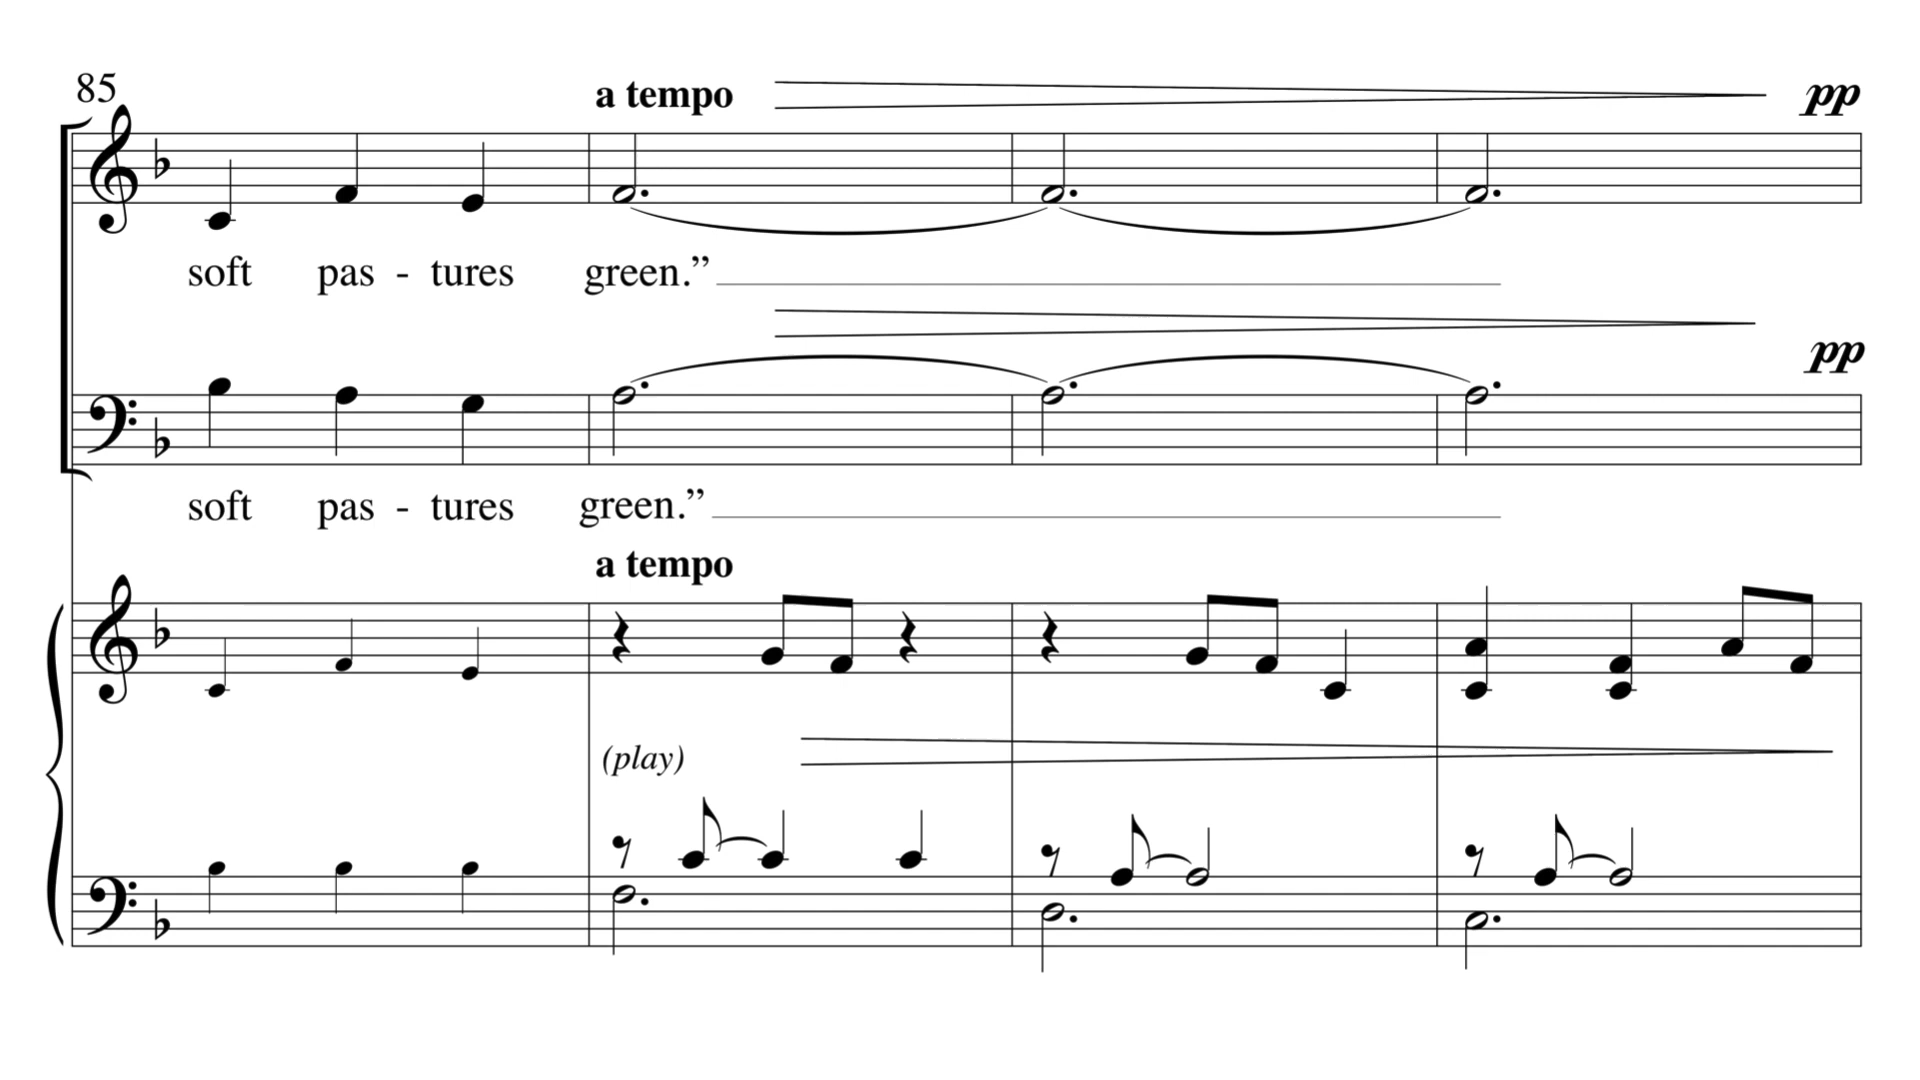 85
a tempo pp
soft pas - tures green.”
pp
soft pas - tures green.”
a tempo
(play)